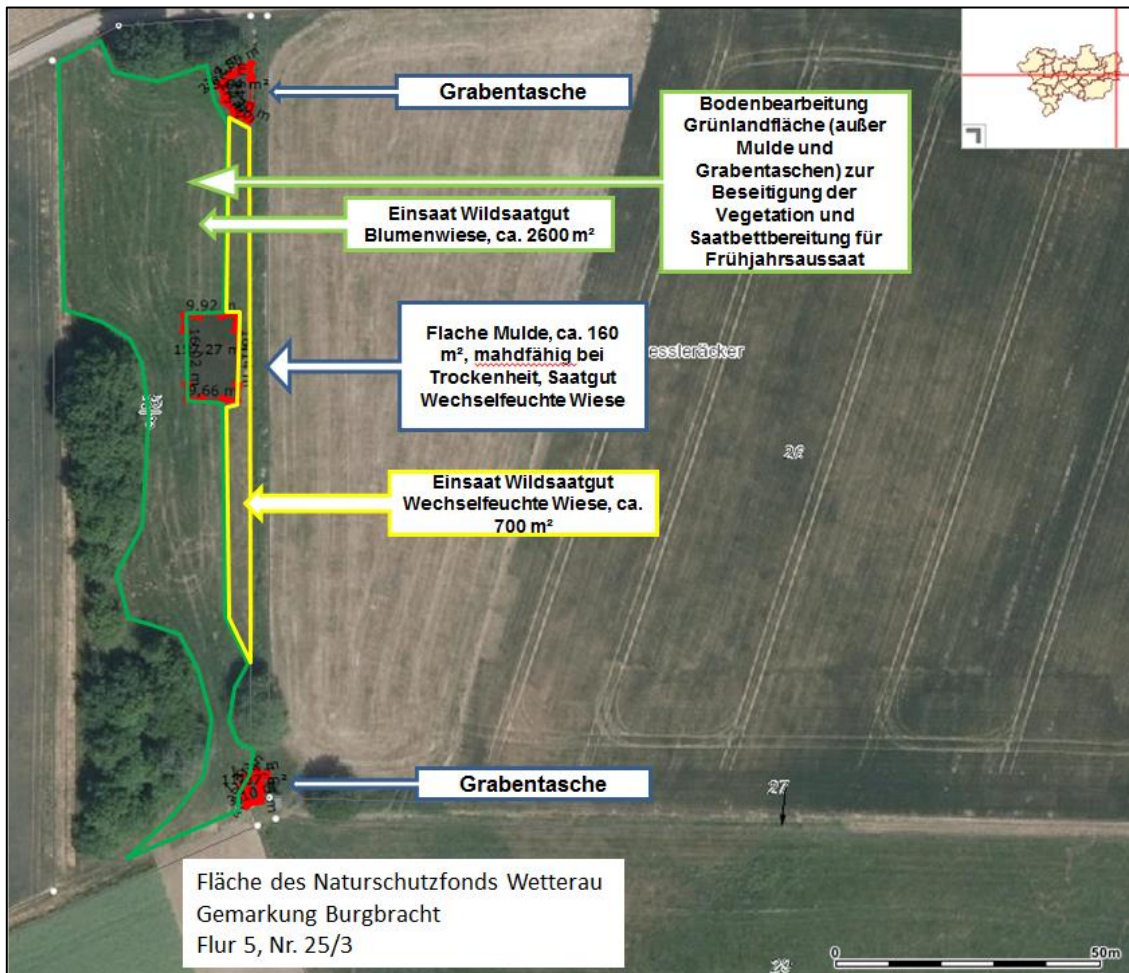 Grabentasche
Bodenbearbeitung
Grünlandfläche (außer
Mulde und
Grabentaschen) zur
Beseitigung der
Vegetation und
Saatbettbereitung für
Frühjahrsaussaat
Einsaat Wildsaatgut
Blumenwiese, ca. 2600 m²
9.92 m
9.66 m
Flache Mulde, ca. 160
m², mahdfähig bei
Trockenheit, Saatgut
Wechselfeuchte Wiese
essleräcker
26
Einsaat Wildsaatgut
Wechselfeuchte Wiese, ca.
700 m²
Grabentasche
27
Fläche des Naturschutzfonds Wetterau
Gemarkung Burgbracht
Flur 5, Nr. 25/3
0 50m